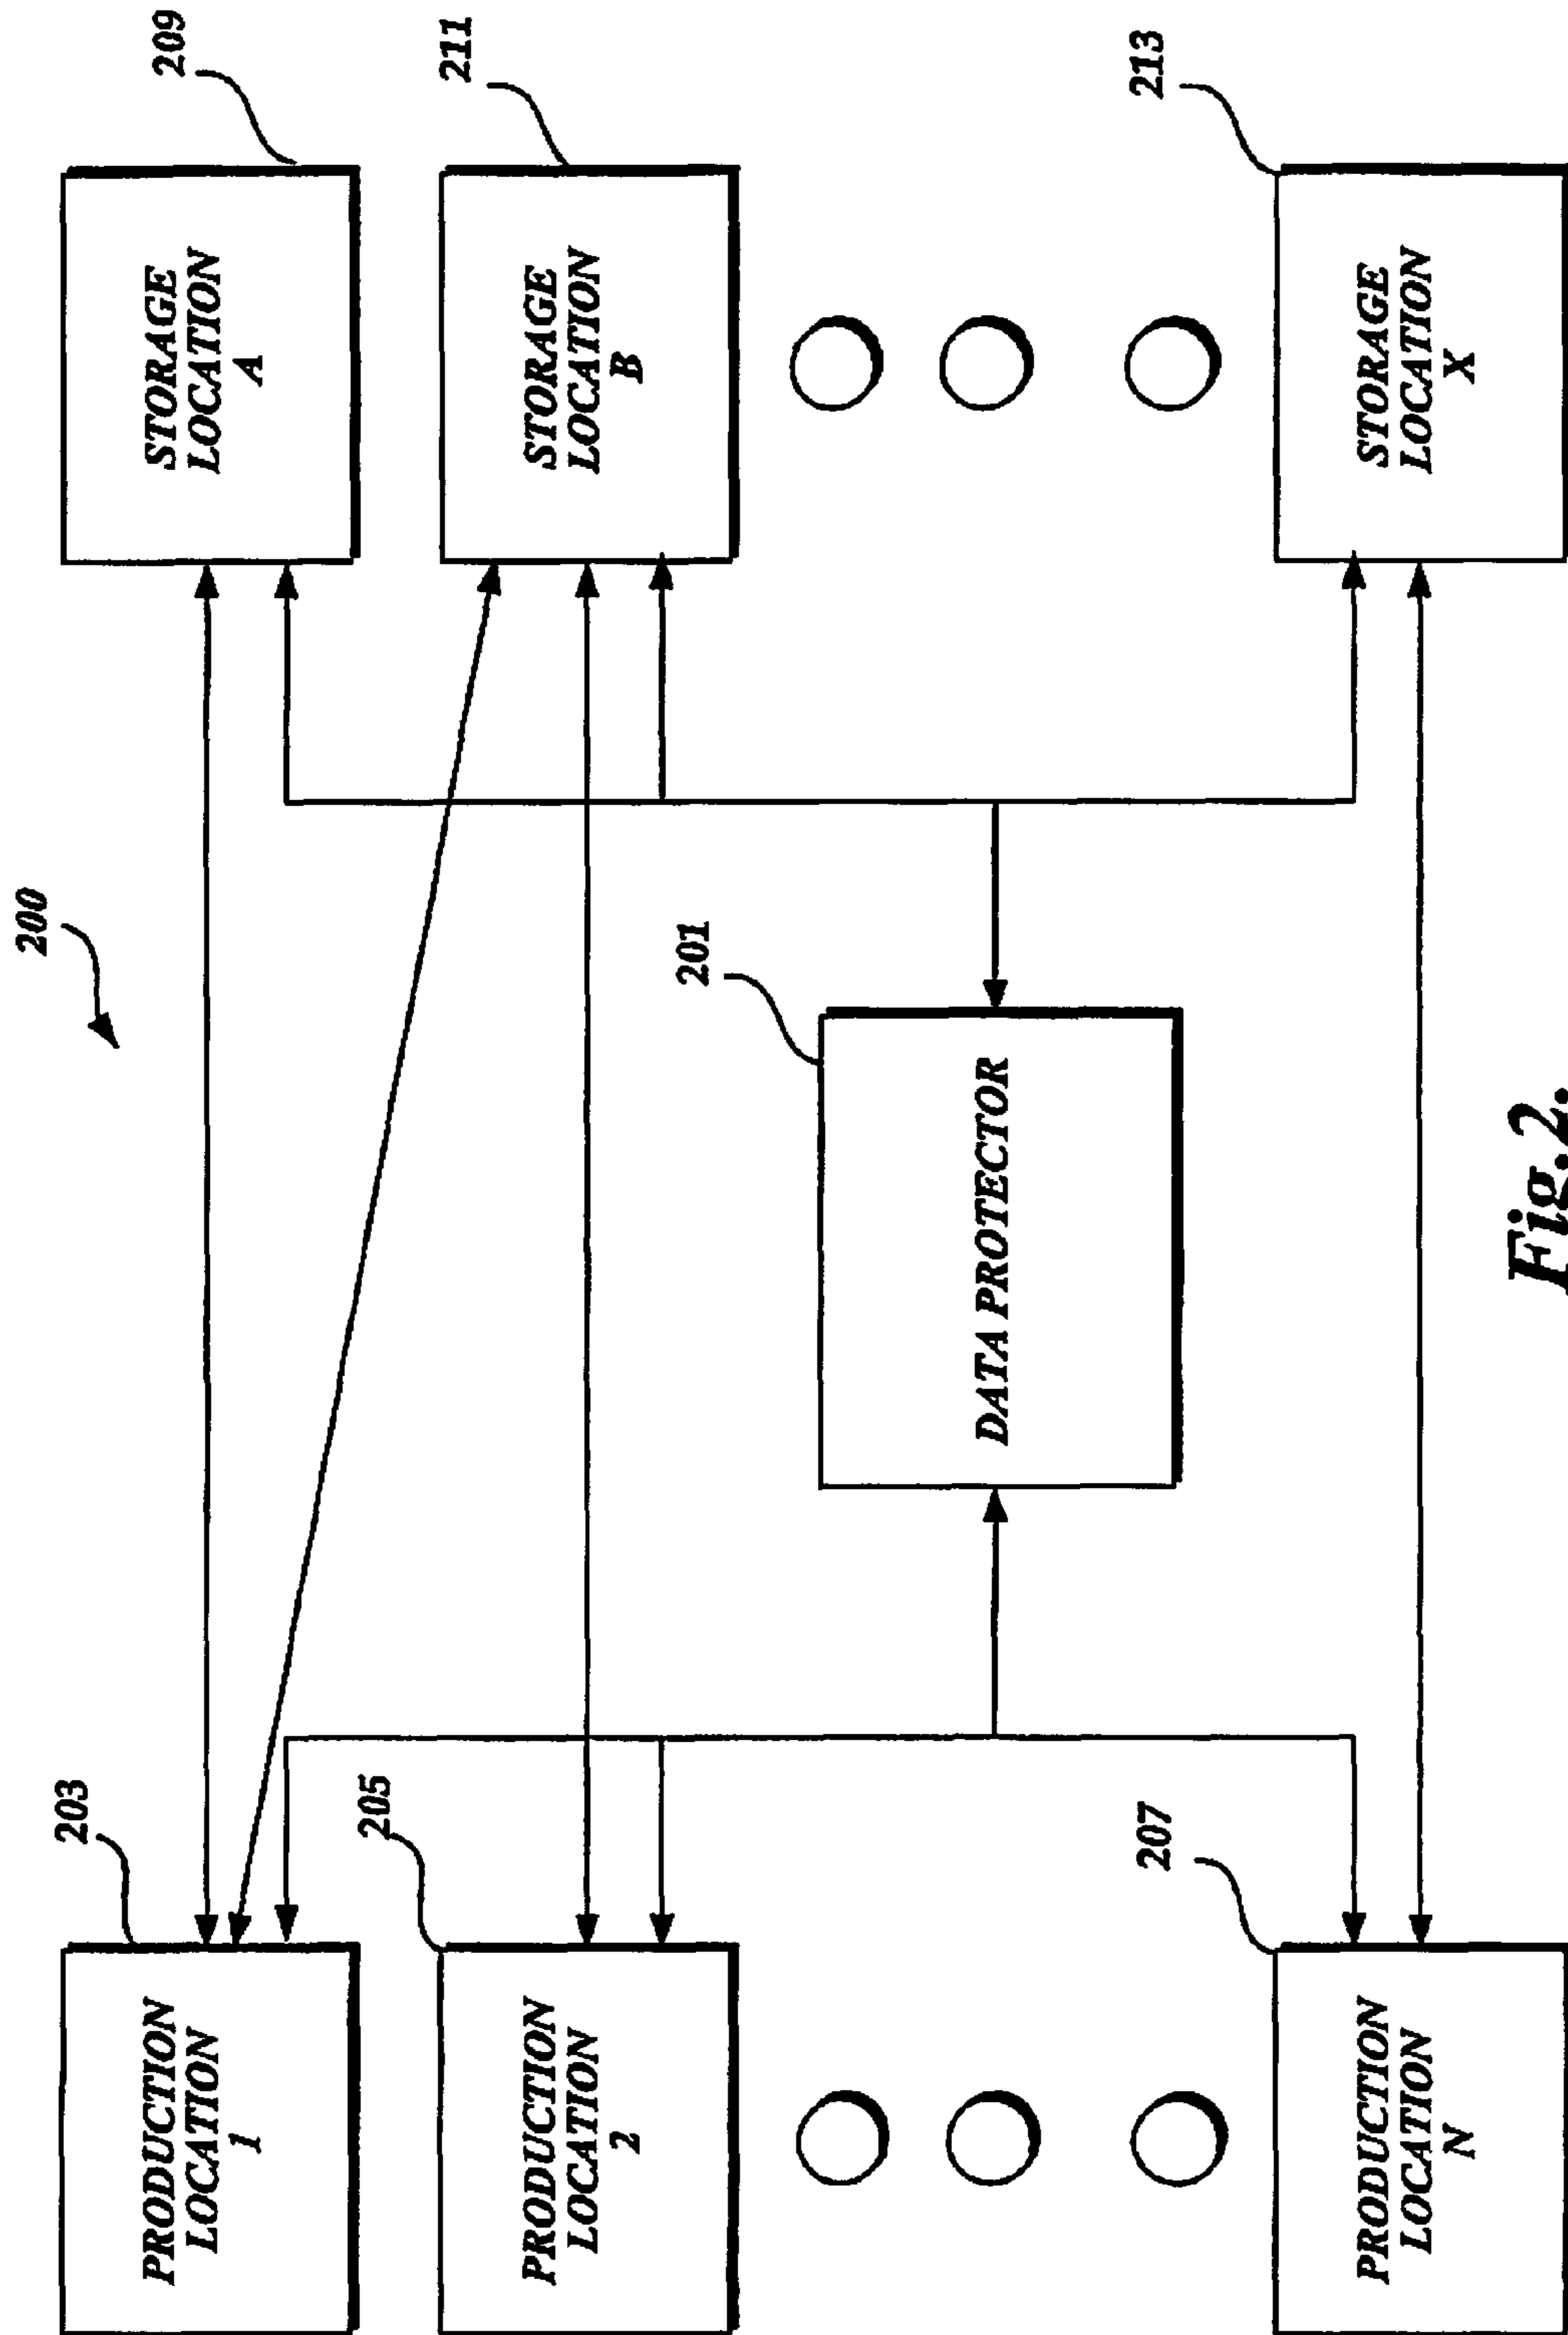 200
203
PRODUCTION
LOCATION
1
209
STORAGE
LOCATION
A
205
PRODUCTION
LOCATION
2
211
STORAGE
LOCATION
B
201
DATA PROTECTOR
207
PRODUCTION
LOCATION
N
213
STORAGE
LOCATION
X
Fig.2.